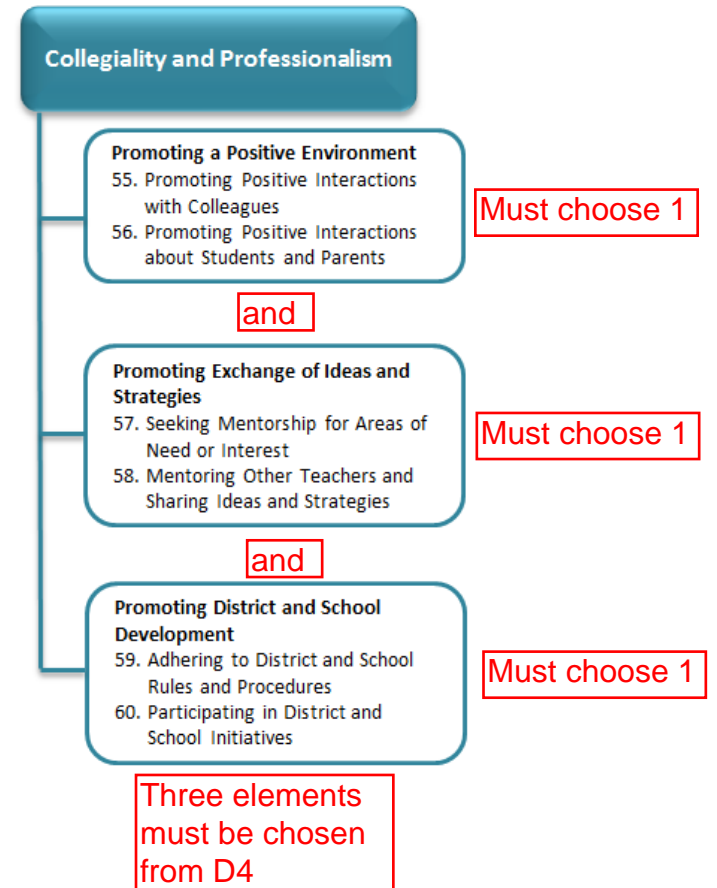 Collegiality and Professionalism
Promoting a Positive Environment
55. Promoting Positive Interactions
with Colleagues
56. Promoting Positive Interactions
about Students and Parents
Must choose 1
and
Promoting Exchange of Ideas and
Strategies
57. Seeking Mentorship for Areas of
Need or Interest
58. Mentoring Other Teachers and
Sharing Ideas and Strategies
Must choose 1
and
Promoting District and School
Development
59. Adhering to District and School
Rules and Procedures
60. Participating in District and
School Initiatives
Must choose 1
Three elements
must be chosen
from D4